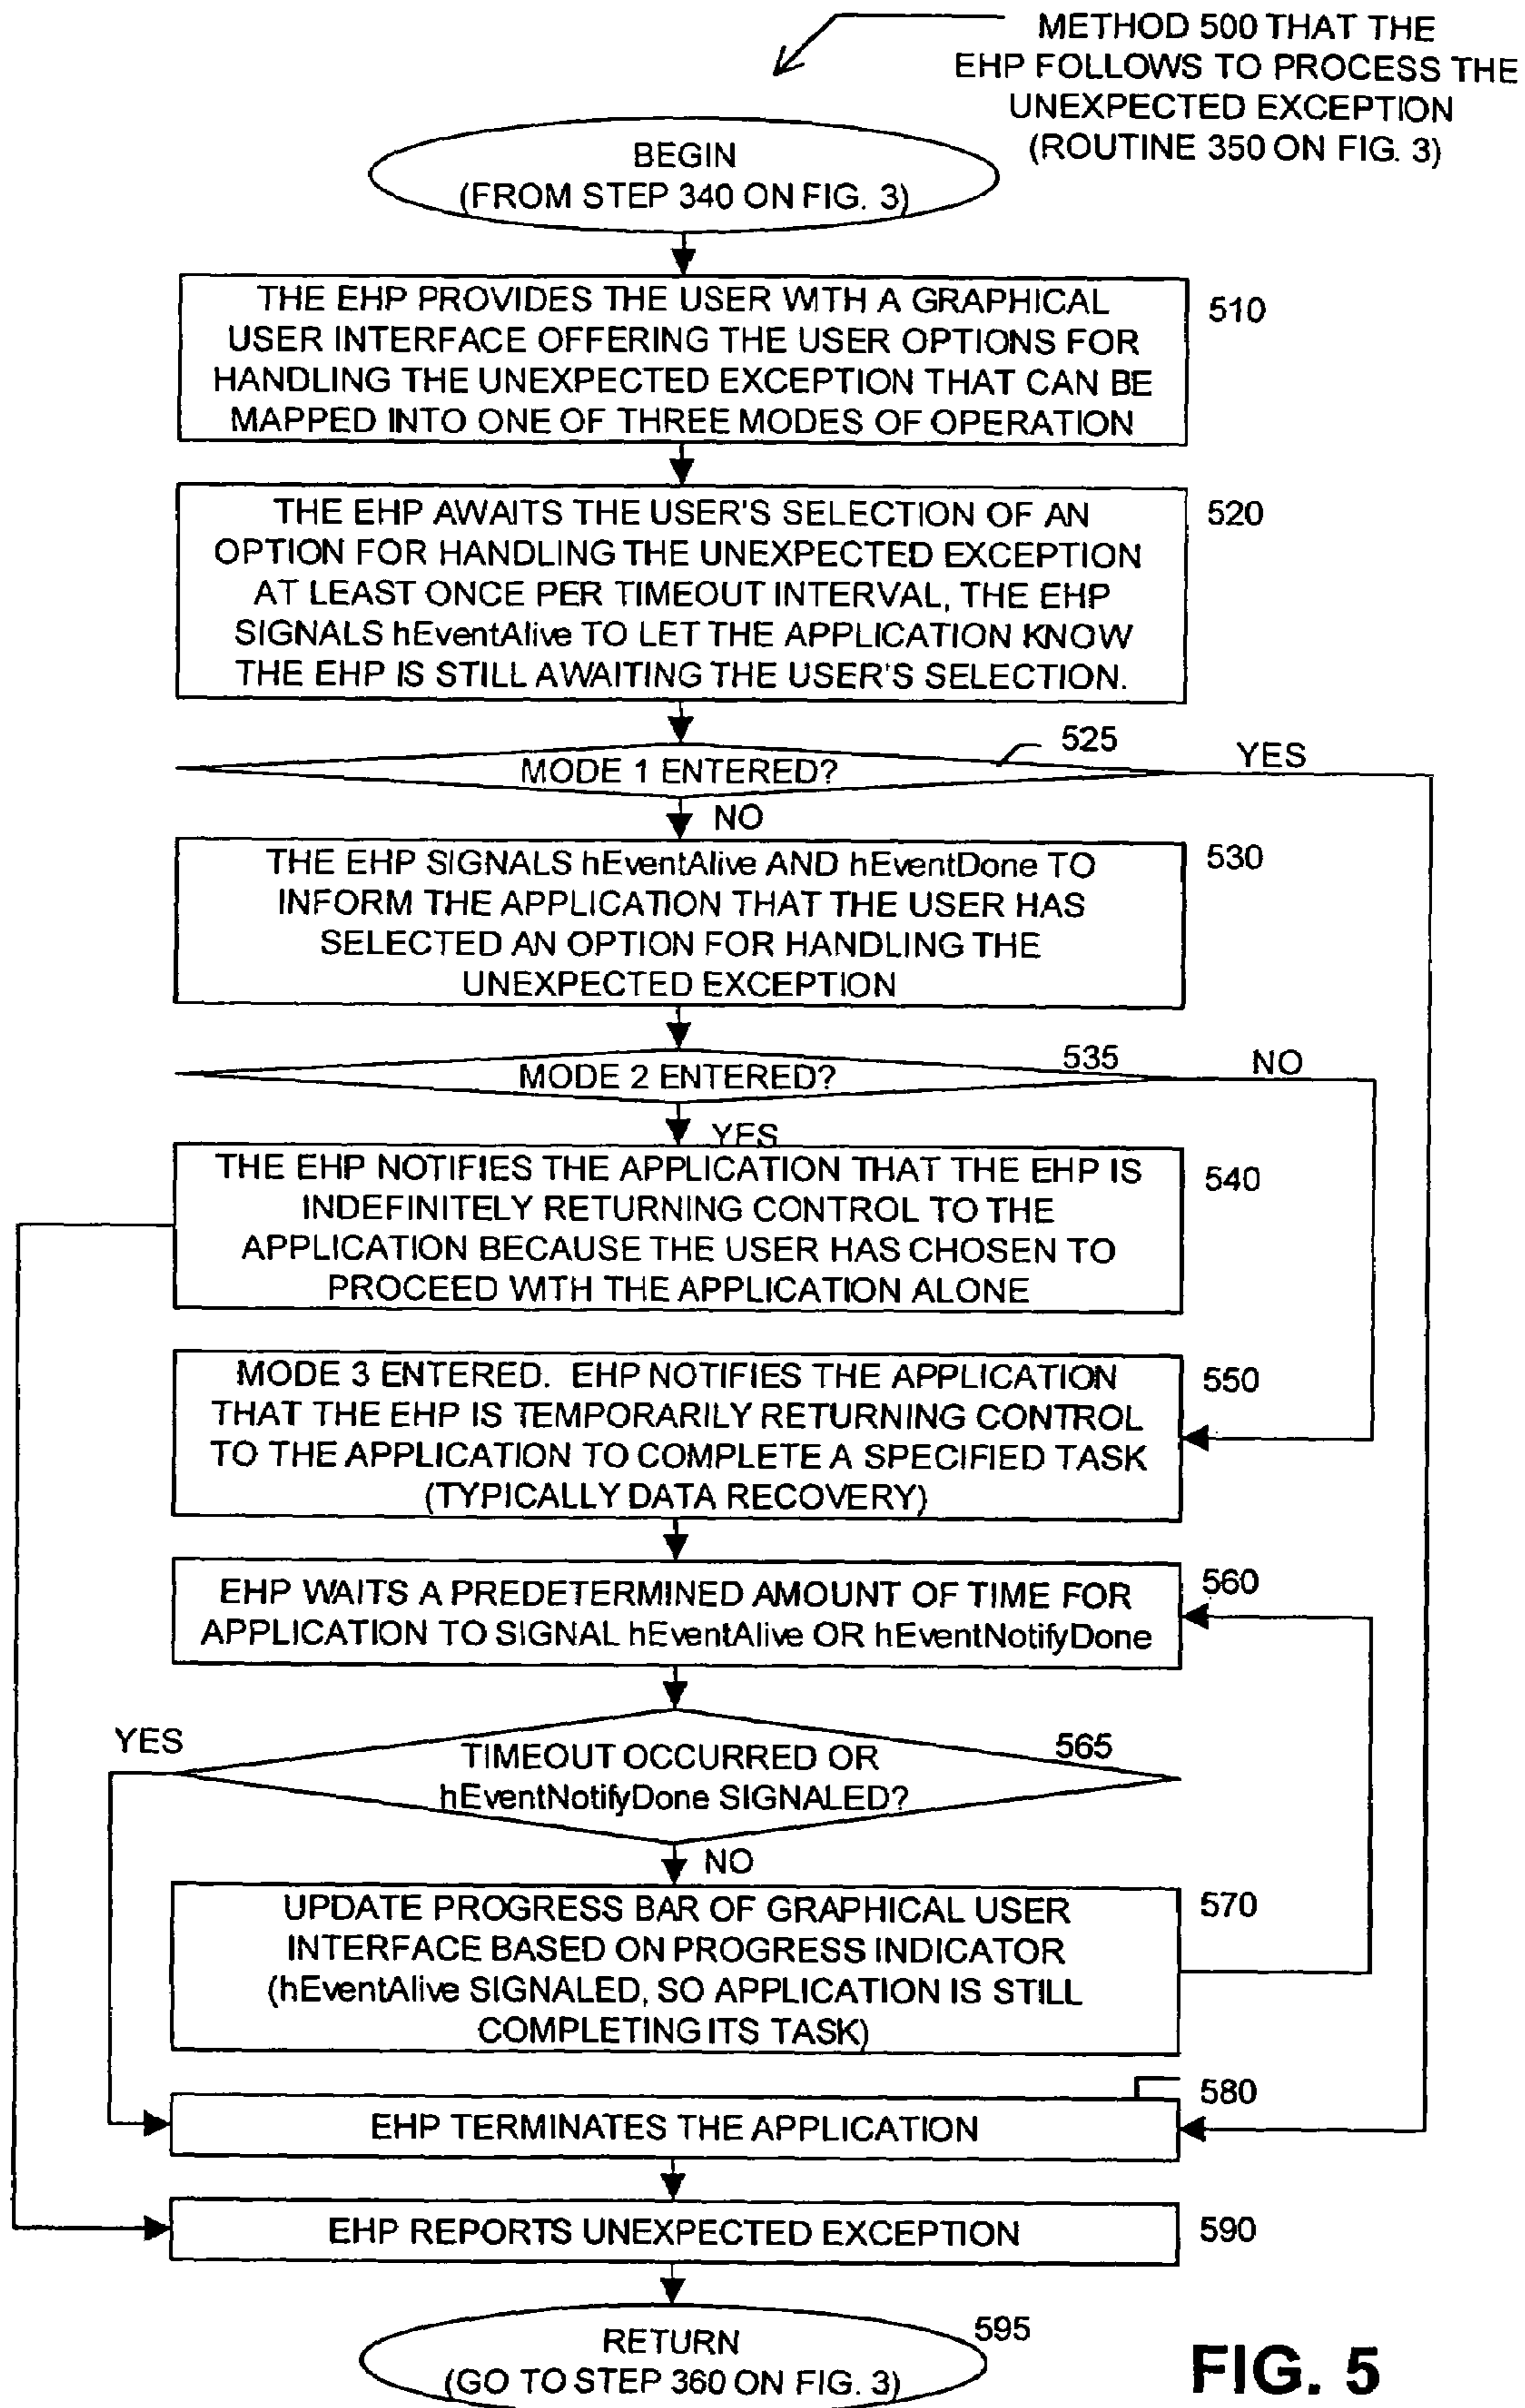 METHOD 500 THAT THE
EHP FOLLOWS TO PROCESS THE
UNEXPECTED EXCEPTION
(ROUTINE 350 ON FIG. 3)
BEGIN
(FROM STEP 340 ON FIG. 3)
THE EHP PROVIDES THE USER WITH A GRAPHICAL
USER INTERFACE OFFERING THE USER OPTIONS FOR
HANDLING THE UNEXPECTED EXCEPTION THAT CAN BE
MAPPED INTO ONE OF THREE MODES OF OPERATION
510
THE EHP AWAITS THE USER'S SELECTION OF AN
OPTION FOR HANDLING THE UNEXPECTED EXCEPTION
AT LEAST ONCE PER TIMEOUT INTERVAL, THE EHP
SIGNALS hEventAlive TO LET THE APPLICATION KNOW
THE EHP IS STILL AWAITING THE USER'S SELECTION.
520
525
MODE 1 ENTERED?
YES
NO
THE EHP SIGNALS hEventAlive AND hEventDone TO
INFORM THE APPLICATION THAT THE USER HAS
SELECTED AN OPTION FOR HANDLING THE
UNEXPECTED EXCEPTION
530
MODE 2 ENTERED?
535
NO
YES
THE EHP NOTIFIES THE APPLICATION THAT THE EHP IS
INDEFINITELY RETURNING CONTROL TO THE
APPLICATION BECAUSE THE USER HAS CHOSEN TO
PROCEED WITH THE APPLICATION ALONE
540
MODE 3 ENTERED. EHP NOTIFIES THE APPLICATION
THAT THE EHP IS TEMPORARILY RETURNING CONTROL
TO THE APPLICATION TO COMPLETE A SPECIFIED TASK
(TYPICALLY DATA RECOVERY)
550
EHP WAITS A PREDETERMINED AMOUNT OF TIME FOR
APPLICATION TO SIGNAL hEventAlive OR hEventNotifyDone
560
YES
TIMEOUT OCCURRED OR
hEventNotifyDone SIGNALED?
565
NO
UPDATE PROGRESS BAR OF GRAPHICAL USER
INTERFACE BASED ON PROGRESS INDICATOR
(hEventAlive SIGNALED, SO APPLICATION IS STILL
COMPLETING ITS TASK)
570
580
EHP TERMINATES THE APPLICATION
EHP REPORTS UNEXPECTED EXCEPTION
590
RETURN
(GO TO STEP 360 ON FIG. 3)
595
FIG. 5